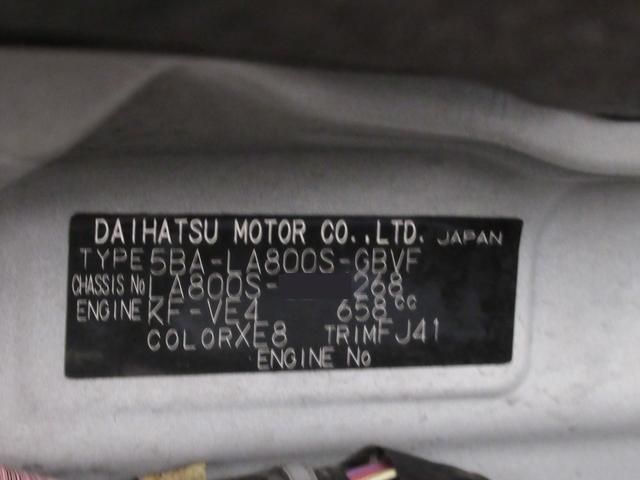 DAIHATSU MOTOR CO.,LTD. JAPAN
TYPE 5BA-LA800S-GBVF
CHASSIS No LA800S- 268
ENGINE KF-VE4 658cc
COLOR XE8 TRIM FJ41
ENGINE No